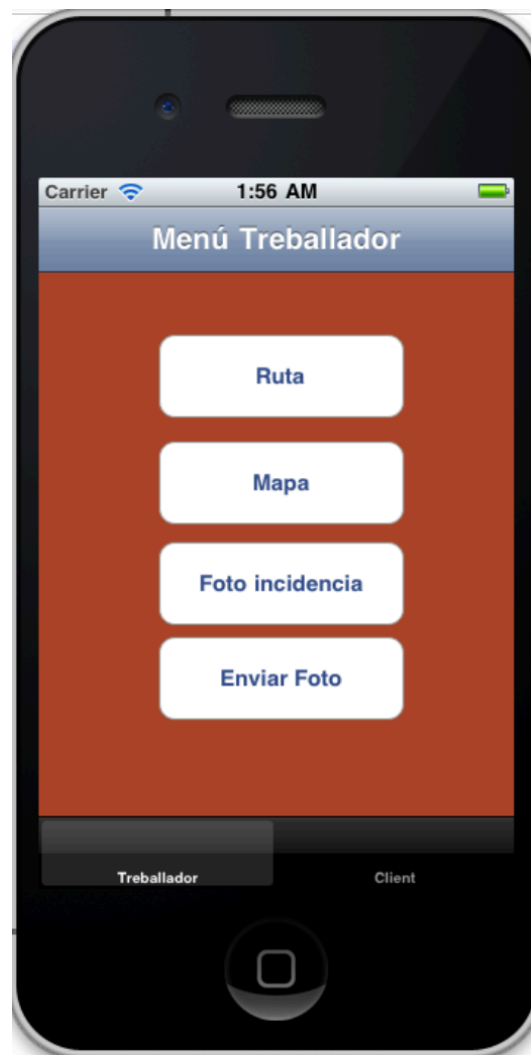 Carrier 1:56 AM
Menú Treballador
Ruta
Mapa
Foto incidencia
Enviar Foto
Treballador Client